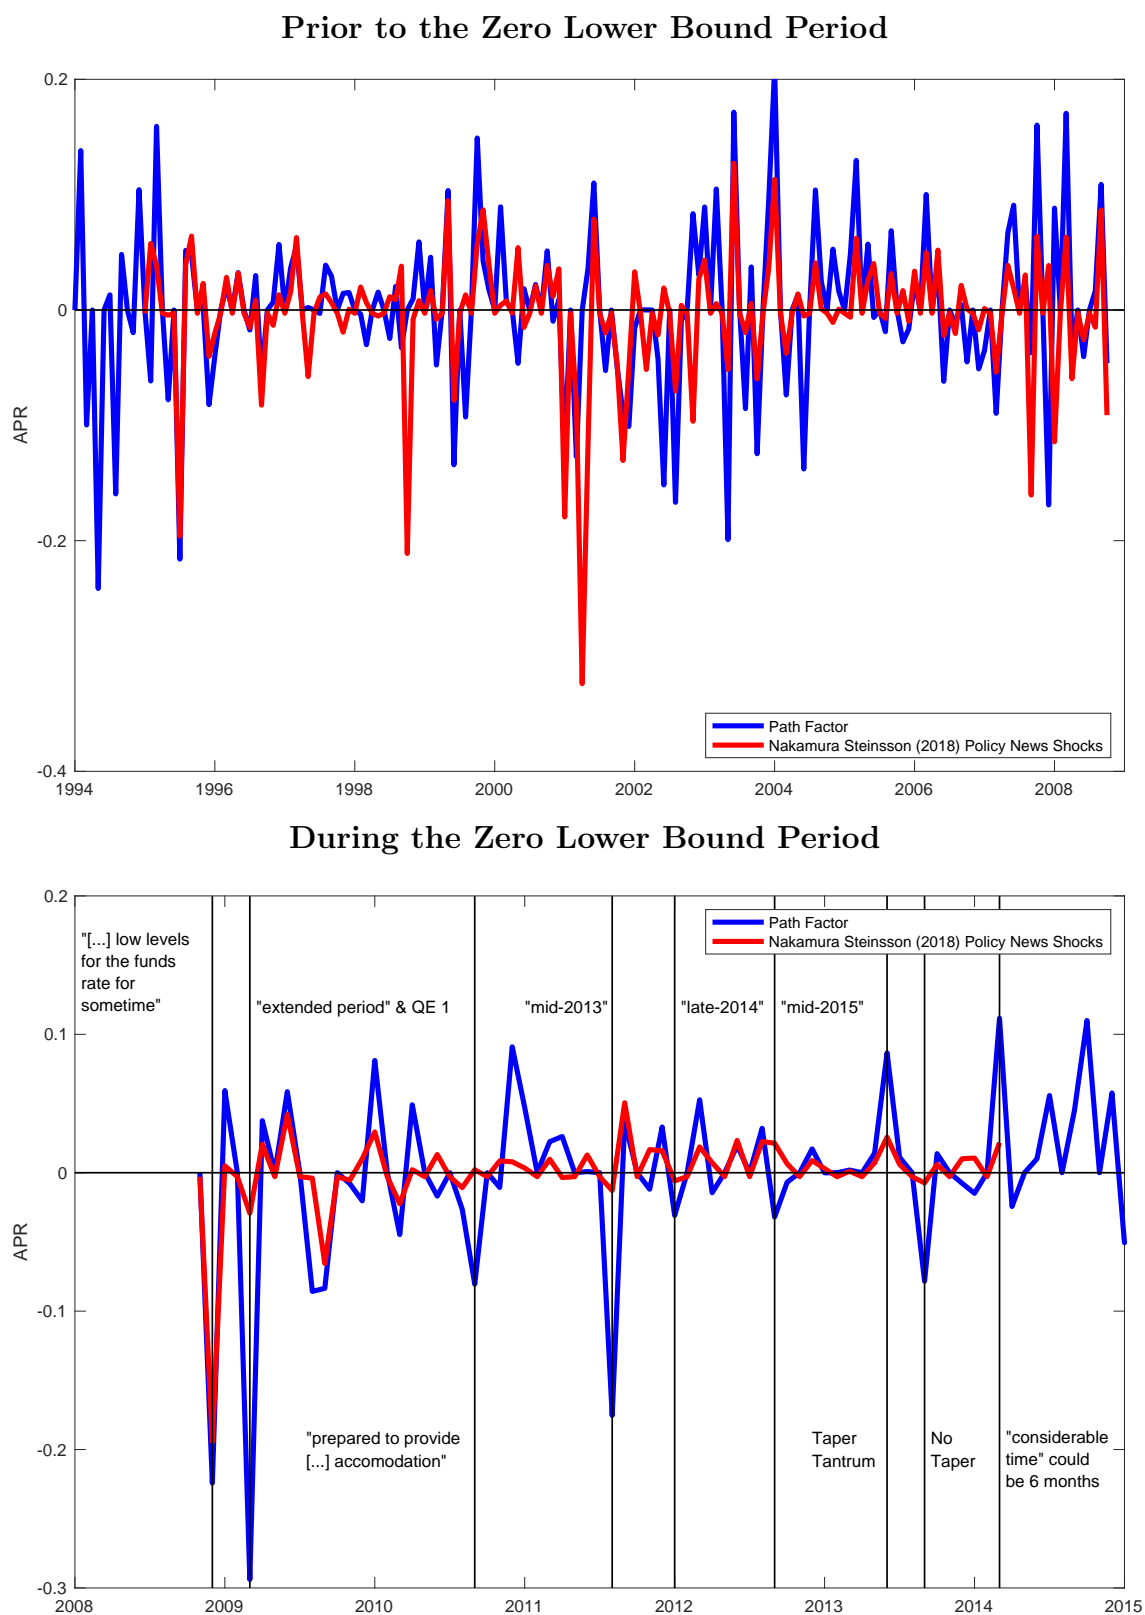 Prior to the Zero Lower Bound Period
0.2
0
-0.2
-0.4
APR
1994
1996
1998
2000
2002
2004
2006
2008
Path Factor
Nakamura Steinsson (2018) Policy News Shocks
During the Zero Lower Bound Period
0.2
0.1
0
-0.1
-0.2
-0.3
APR
Path Factor
Nakamura Steinsson (2018) Policy News Shocks
"[...] low levels
for the funds
rate for
sometime"
"extended period" & QE 1
"mid-2013"
"late-2014"
"mid-2015"
"prepared to provide
[...] accomodation"
Taper
Tantrum
No
Taper
"considerable
time" could
be 6 months
2008
2009
2010
2011
2012
2013
2014
2015